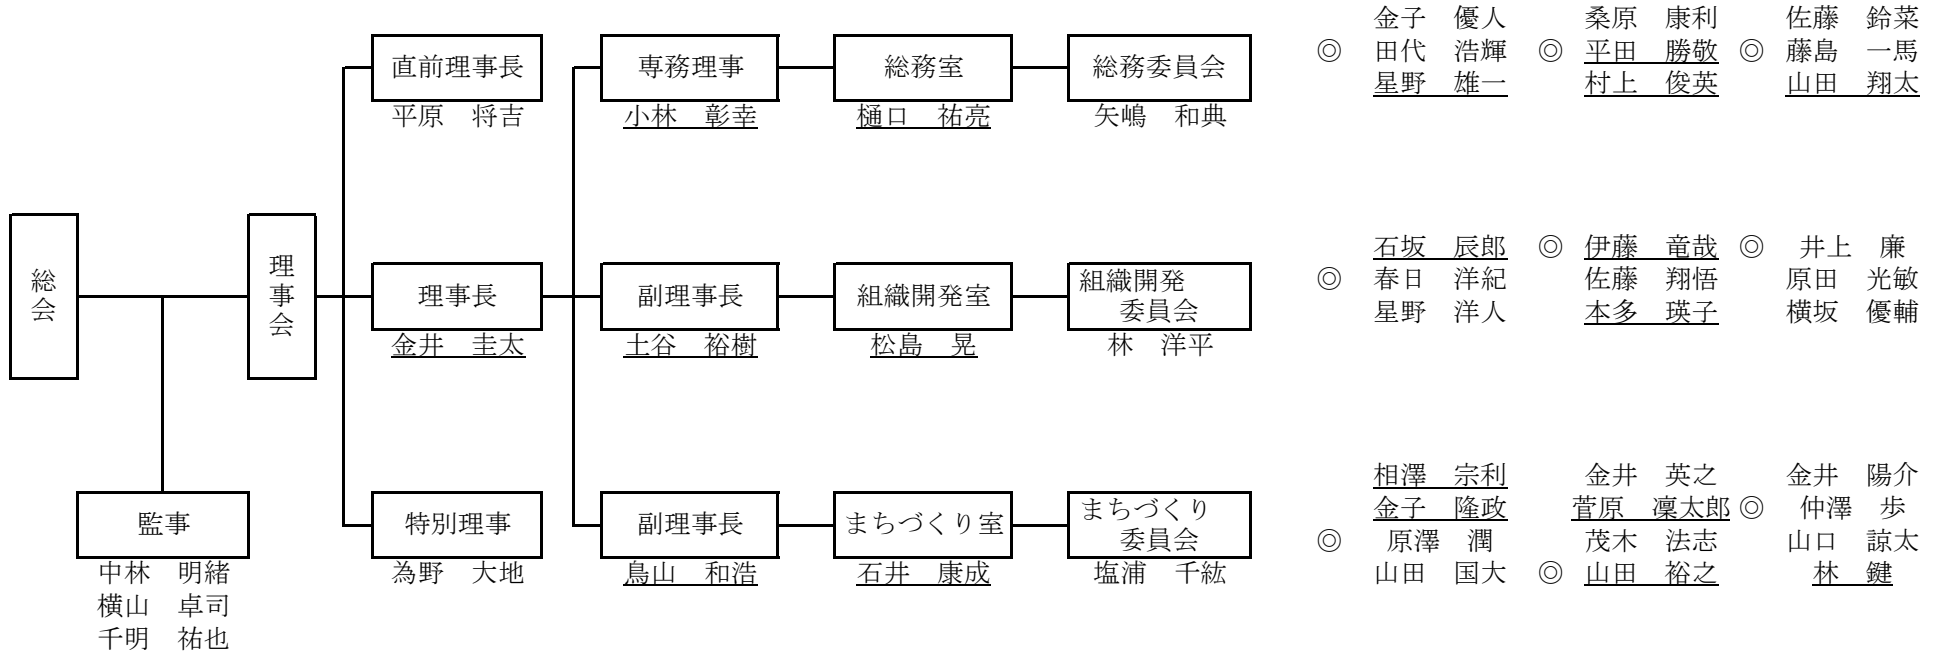 金子　優人　　桑原　康利　　佐藤　鈴菜
◎　田代　浩輝　◎　平田　勝敬　◎　藤島　一馬
星野　雄一　　村上　俊英　　山田　翔太
直前理事長　専務理事　総務室　総務委員会
平原　将吉　　小林　彰幸　　樋口　祐亮　　矢嶋　和典
石坂　辰郎　◎　伊藤　竜哉　◎　井上　廉
◎　春日　洋紀　　佐藤　翔悟　　原田　光敏
星野　洋人　　本多　瑛子　　横坂　優輔
総会
理事会
理事長　副理事長　組織開発室　組織開発
委員会
金井　圭太　　土谷　裕樹　　松島　晃　　林　洋平
相澤　宗利　　金井　英之　　金井　陽介
金子　隆政　　菅原　凜太郎　◎　仲澤　歩
◎　原澤　潤　　茂木　法志　　山口　諒太
山田　国大　◎　山田　裕之　　林　鍵
監事　特別理事　副理事長　まちづくり室　まちづくり
委員会
中林　明緒　　為野　大地　　鳥山　和浩　　石井　康成　　塩浦　千紘
横山　卓司
千明　祐也